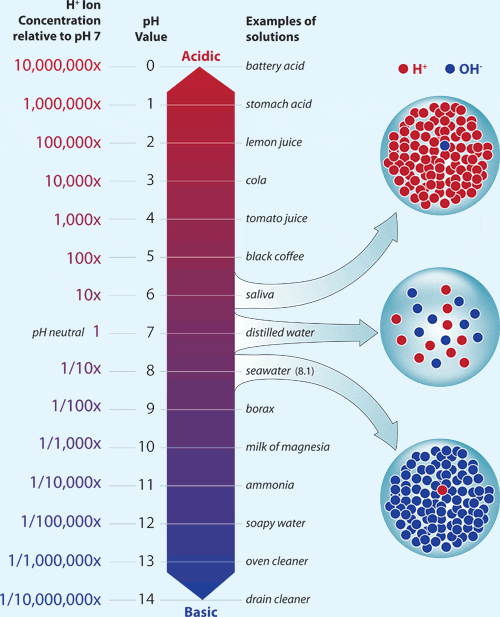 H⁺ Ion
Concentration
relative to pH 7
pH
Value
Examples of
solutions
Acidic
10,000,000x 0 battery acid
H⁺ OH⁻
1,000,000x 1 stomach acid
100,000x 2 lemon juice
10,000x 3 cola
1,000x 4 tomato juice
100x 5 black coffee
10x 6 saliva
pH neutral 1 7 distilled water
1/10x 8 seawater (8.1)
1/100x 9 borax
1/1,000x 10 milk of magnesia
1/10,000x 11 ammonia
1/100,000x 12 soapy water
1/1,000,000x 13 oven cleaner
1/10,000,000x 14 drain cleaner
Basic